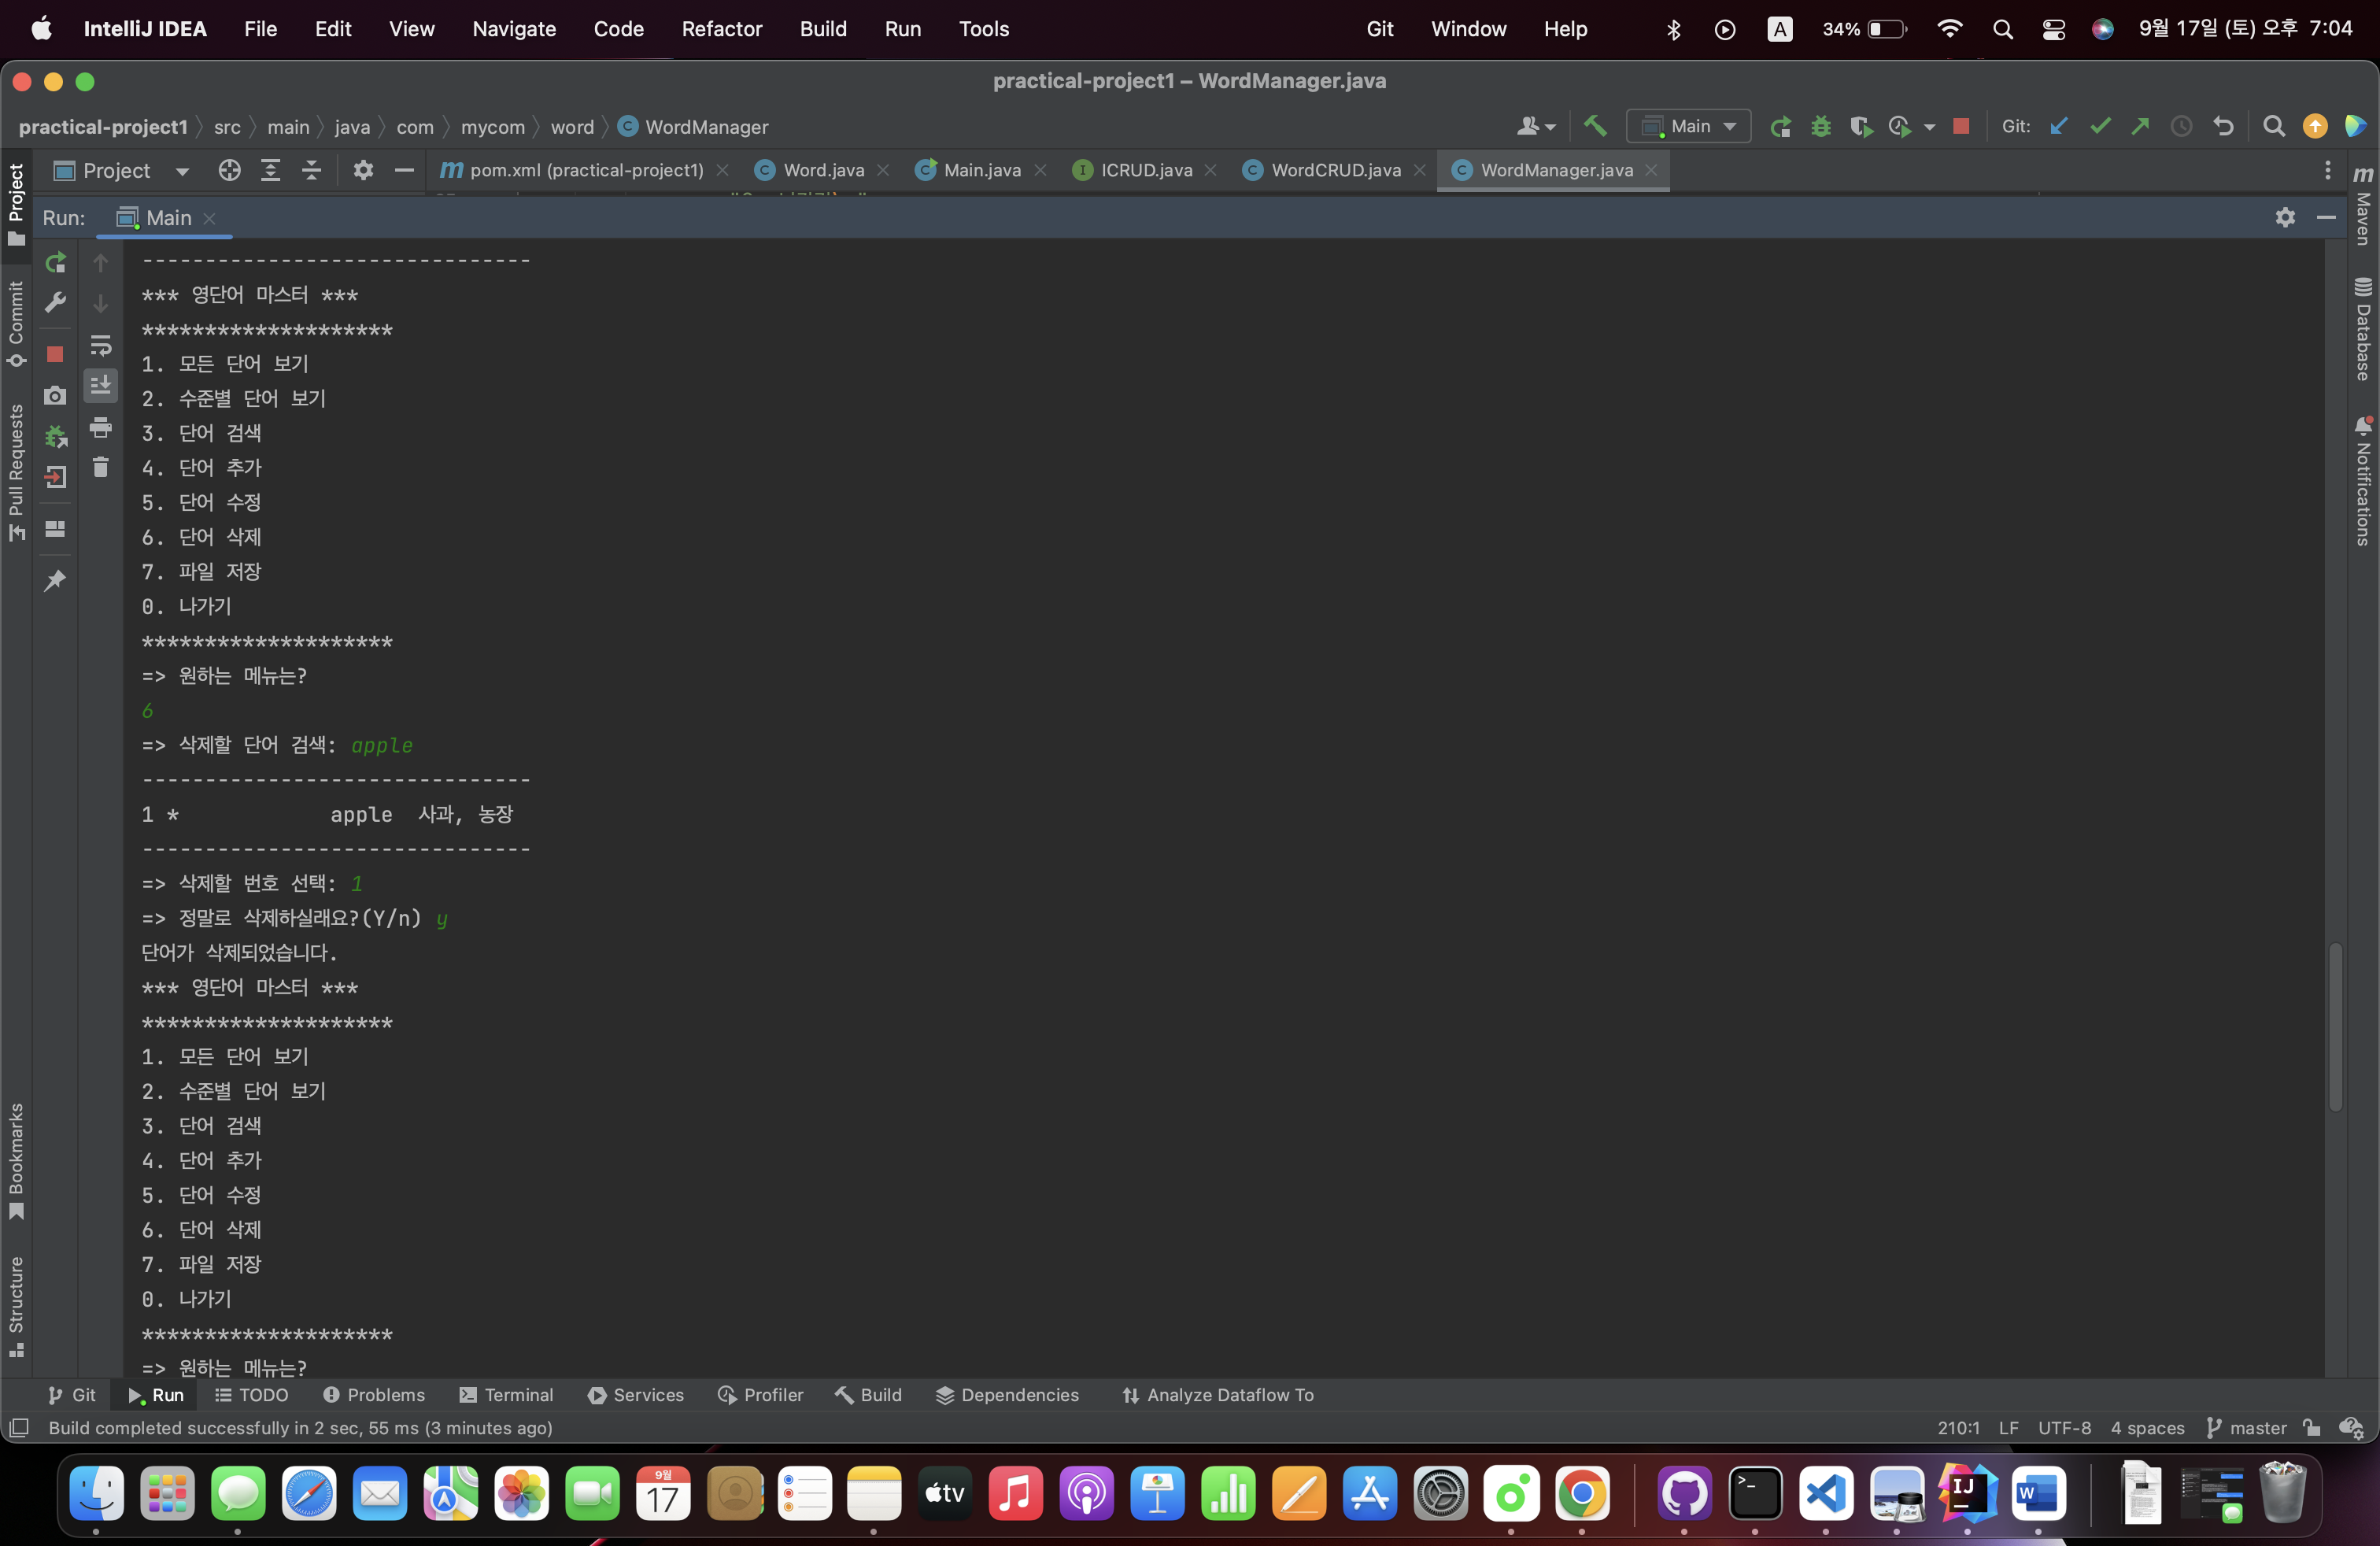 IntelliJ IDEA File Edit View Navigate Code Refactor Build Run Tools Git Window Help A 34% 9월 17일 (토) 오후 7:04
practical-project1 – WordManager.java
practical-project1 src main java com mycom word C WordManager Main Git:
Project m pom.xml (practical-project1) C Word.java C Main.java I ICRUD.java C WordCRUD.java C WordManager.java
Run: Main
-------------------------------
*** 영단어 마스터 ***
********************
1. 모든 단어 보기
2. 수준별 단어 보기
3. 단어 검색
4. 단어 추가
5. 단어 수정
6. 단어 삭제
7. 파일 저장
0. 나가기
********************
=> 원하는 메뉴는?
6
=> 삭제할 단어 검색: apple
-------------------------------
1 * apple 사과, 농장
-------------------------------
=> 삭제할 번호 선택: 1
=> 정말로 삭제하실래요?(Y/n) y
단어가 삭제되었습니다.
*** 영단어 마스터 ***
********************
1. 모든 단어 보기
2. 수준별 단어 보기
3. 단어 검색
4. 단어 추가
5. 단어 수정
6. 단어 삭제
7. 파일 저장
0. 나가기
********************
=> 원하는 메뉴는?
Project
Commit
Pull Requests
Bookmarks
Structure
m Maven
Database
Notifications
Git Run TODO Problems Terminal Services Profiler Build Dependencies Analyze Dataflow To
Build completed successfully in 2 sec, 55 ms (3 minutes ago) 210:1 LF UTF-8 4 spaces master
9월
17
tv
>_
IJ
W